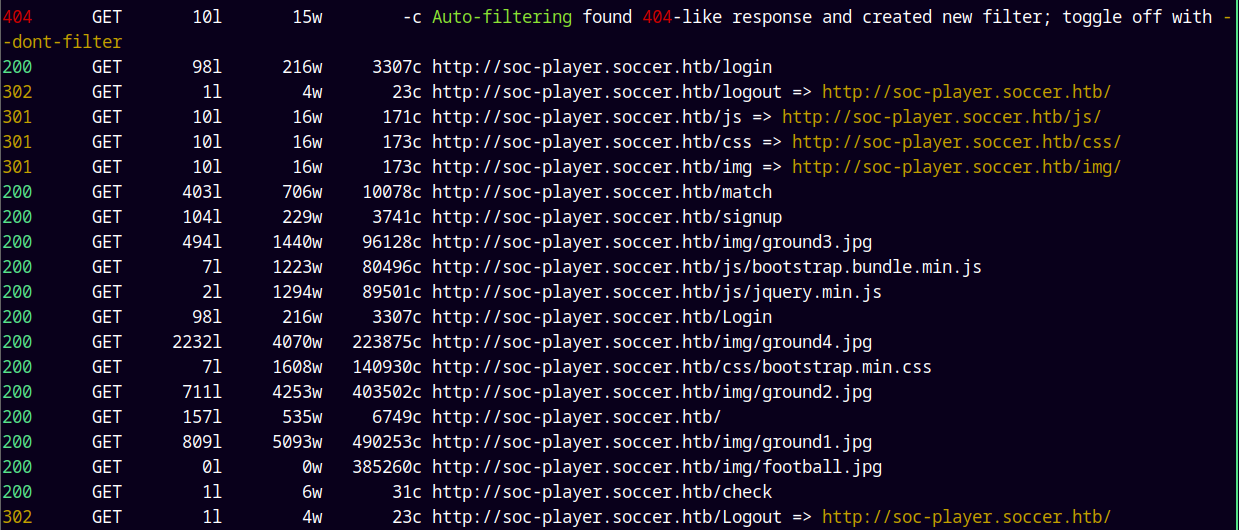 404 GET 10l 15w -c Auto-filtering found 404-like response and created new filter; toggle off with -
-dont-filter
200 GET 98l 216w 3307c http://soc-player.soccer.htb/login
302 GET 1l 4w 23c http://soc-player.soccer.htb/logout => http://soc-player.soccer.htb/
301 GET 10l 16w 171c http://soc-player.soccer.htb/js => http://soc-player.soccer.htb/js/
301 GET 10l 16w 173c http://soc-player.soccer.htb/css => http://soc-player.soccer.htb/css/
301 GET 10l 16w 173c http://soc-player.soccer.htb/img => http://soc-player.soccer.htb/img/
200 GET 403l 706w 10078c http://soc-player.soccer.htb/match
200 GET 104l 229w 3741c http://soc-player.soccer.htb/signup
200 GET 494l 1440w 96128c http://soc-player.soccer.htb/img/ground3.jpg
200 GET 7l 1223w 80496c http://soc-player.soccer.htb/js/bootstrap.bundle.min.js
200 GET 2l 1294w 89501c http://soc-player.soccer.htb/js/jquery.min.js
200 GET 98l 216w 3307c http://soc-player.soccer.htb/Login
200 GET 2232l 4070w 223875c http://soc-player.soccer.htb/img/ground4.jpg
200 GET 7l 1608w 140930c http://soc-player.soccer.htb/css/bootstrap.min.css
200 GET 711l 4253w 403502c http://soc-player.soccer.htb/img/ground2.jpg
200 GET 157l 535w 6749c http://soc-player.soccer.htb/
200 GET 809l 5093w 490253c http://soc-player.soccer.htb/img/ground1.jpg
200 GET 0l 0w 385260c http://soc-player.soccer.htb/img/football.jpg
200 GET 1l 6w 31c http://soc-player.soccer.htb/check
302 GET 1l 4w 23c http://soc-player.soccer.htb/Logout => http://soc-player.soccer.htb/